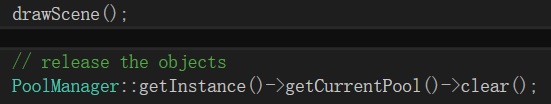 drawScene();
// release the objects
PoolManager::getInstance()->getCurrentPool()->clear();